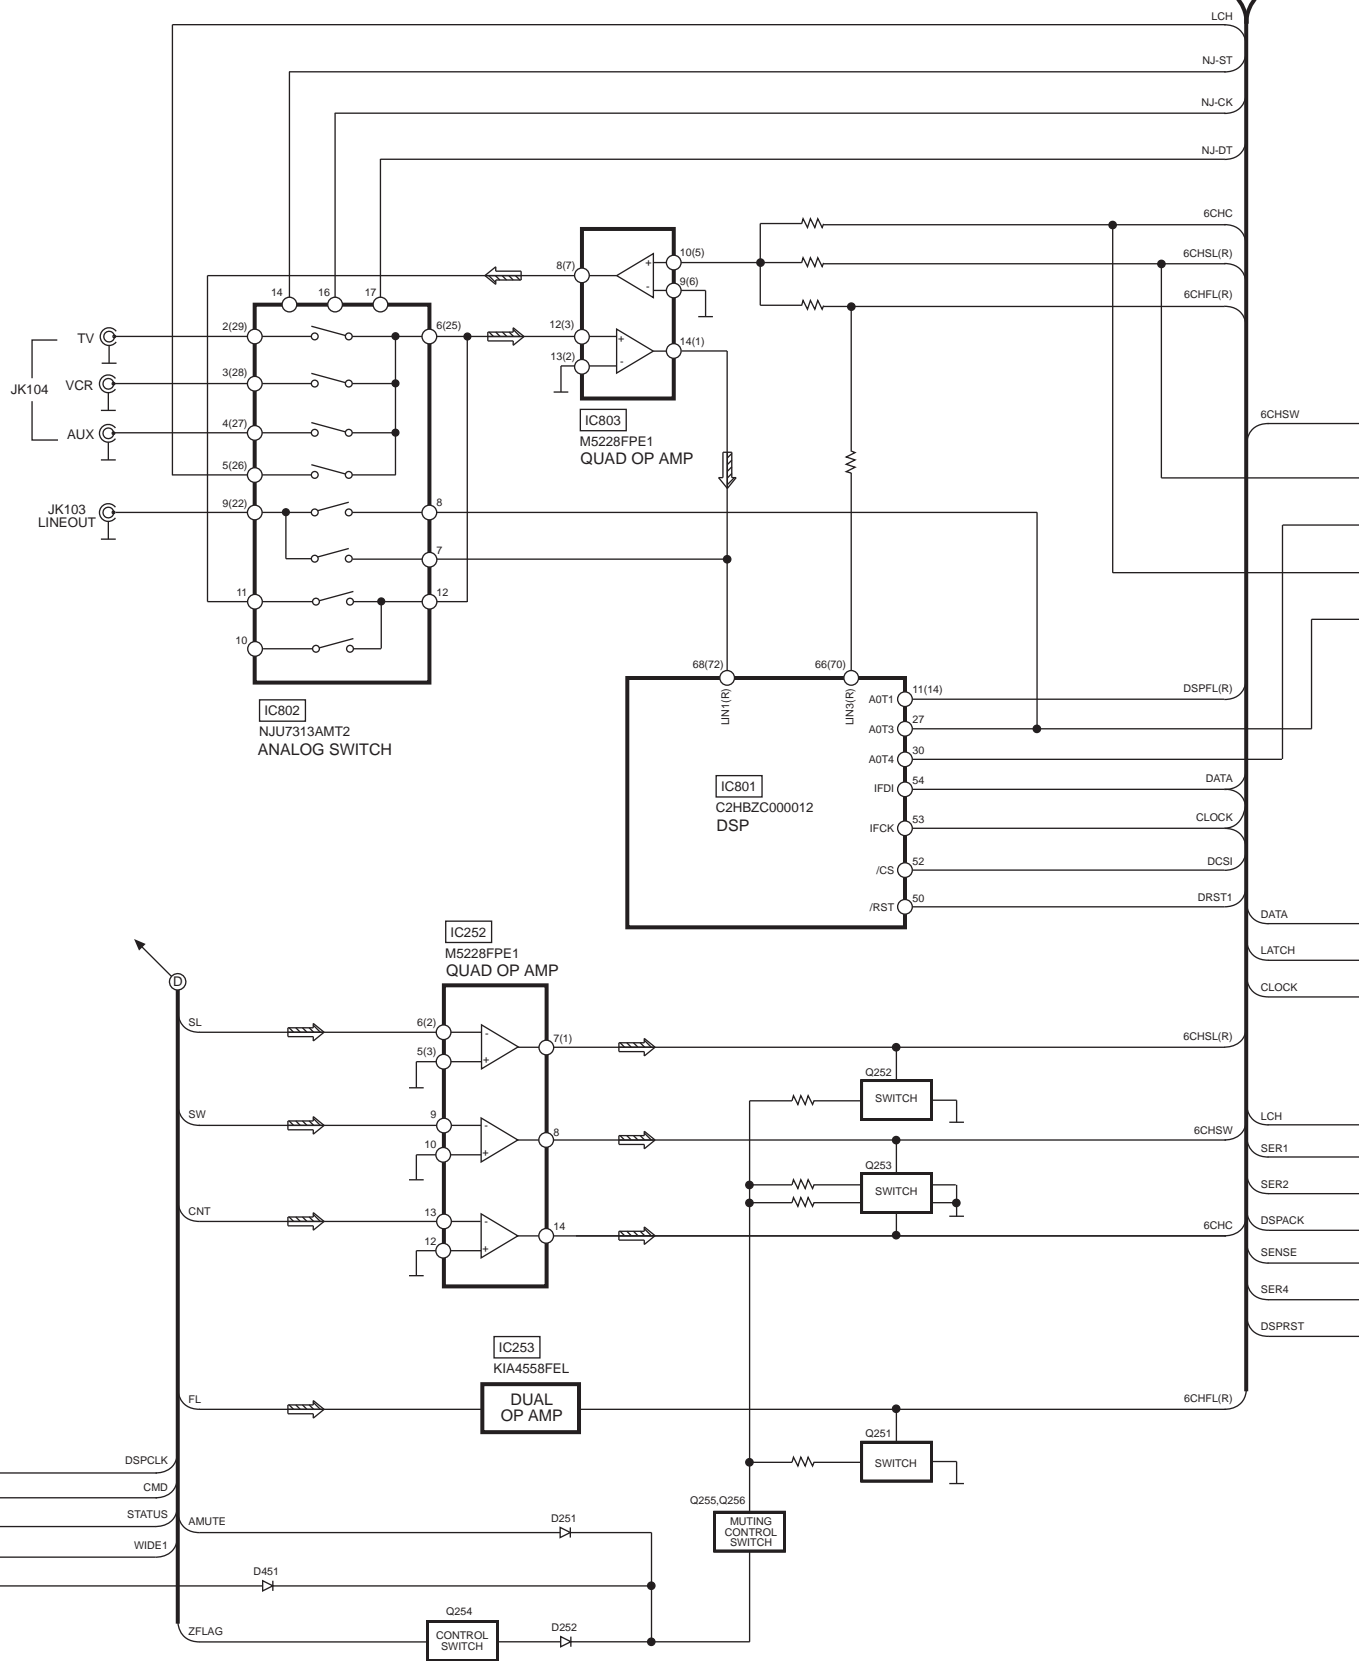 LCH
NJ-ST
NJ-CK
NJ-DT
6CHC
6CHSL(R)
6CHFL(R)
8(7)
10(5)
+
-
9(6)
12(3)
+
-
13(2)
14(1)
IC803
M5228FPE1
QUAD OP AMP
14
16
17
TV
VCR
AUX
JK104
JK103
LINEOUT
2(29)
3(28)
4(27)
5(26)
9(22)
11
10
6(25)
8
7
12
IC802
NJU7313AMT2
ANALOG SWITCH
6CHSW
68(72)
66(70)
LIN1(R)
LIN3(R)
A0T1
11(14)
A0T3
27
A0T4
30
IFDI
54
IFCK
53
/CS
52
/RST
50
IC801
C2HBZC000012
DSP
DSPFL(R)
DATA
CLOCK
DCSI
DRST1
DATA
LATCH
CLOCK
IC252
M5228FPE1
QUAD OP AMP
D
SL
6(2)
5(3)
-
+
7(1)
6CHSL(R)
Q252
SWITCH
SW
9
10
-
+
8
6CHSW
Q253
SWITCH
CNT
13
12
-
+
14
6CHC
LCH
SER1
SER2
DSPACK
SENSE
SER4
DSPRST
IC253
KIA4558FEL
DUAL
OP AMP
FL
6CHFL(R)
Q251
SWITCH
DSPCLK
CMD
STATUS
WIDE1
AMUTE
D251
Q255,Q256
MUTING
CONTROL
SWITCH
D451
ZFLAG
Q254
CONTROL
SWITCH
D252